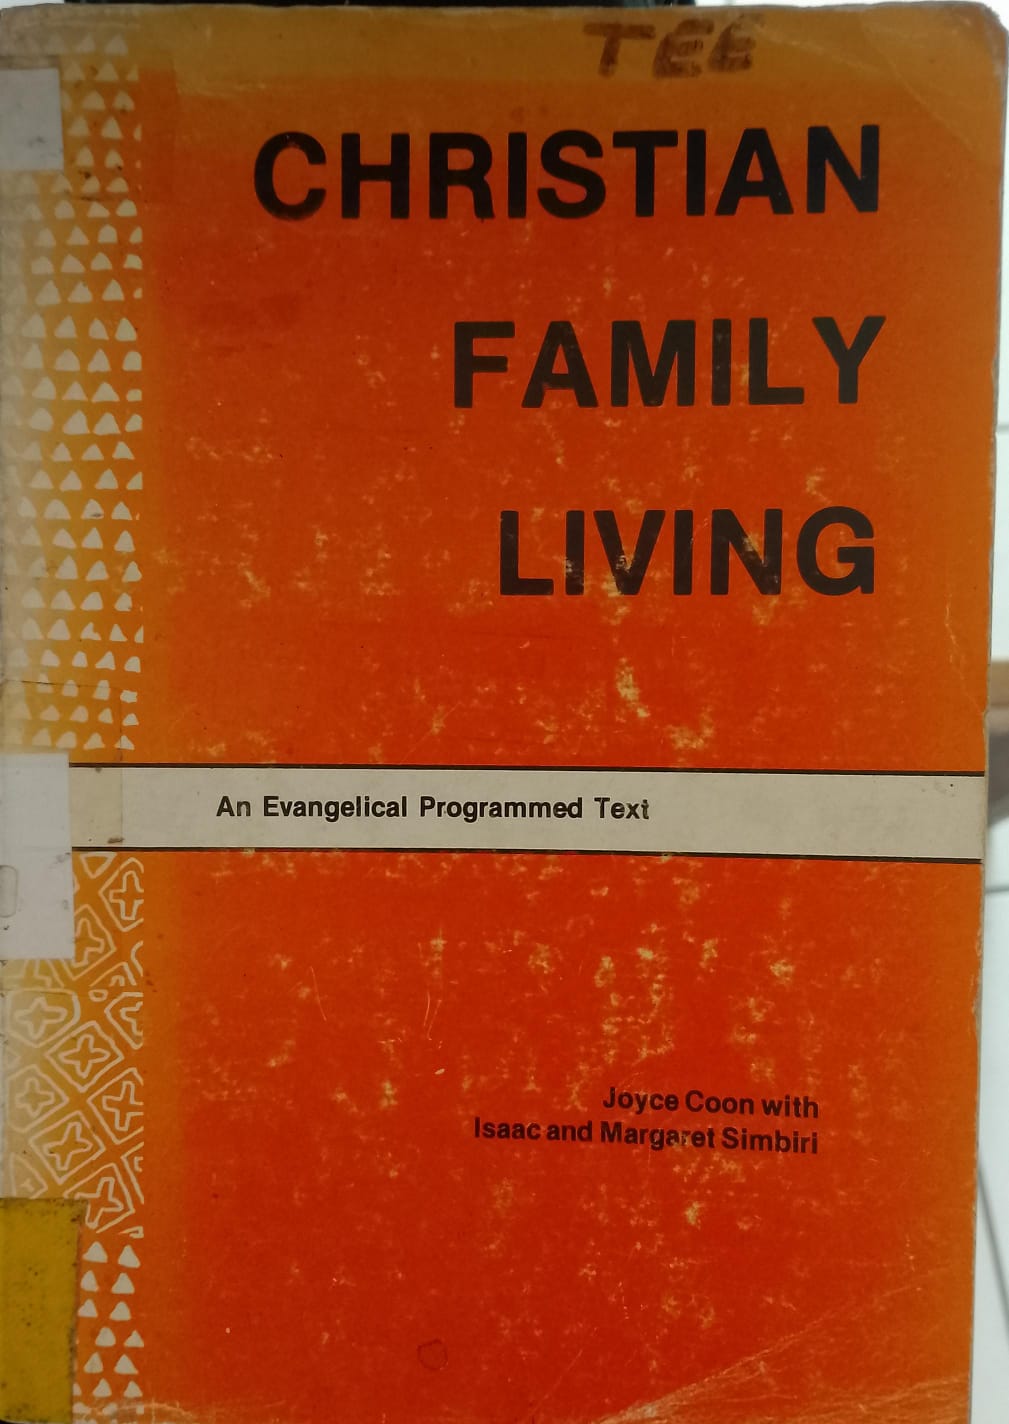 TEE
CHRISTIAN
FAMILY
LIVING
An Evangelical Programmed Text
Joyce Coon with
Isaac and Margaret Simbiri